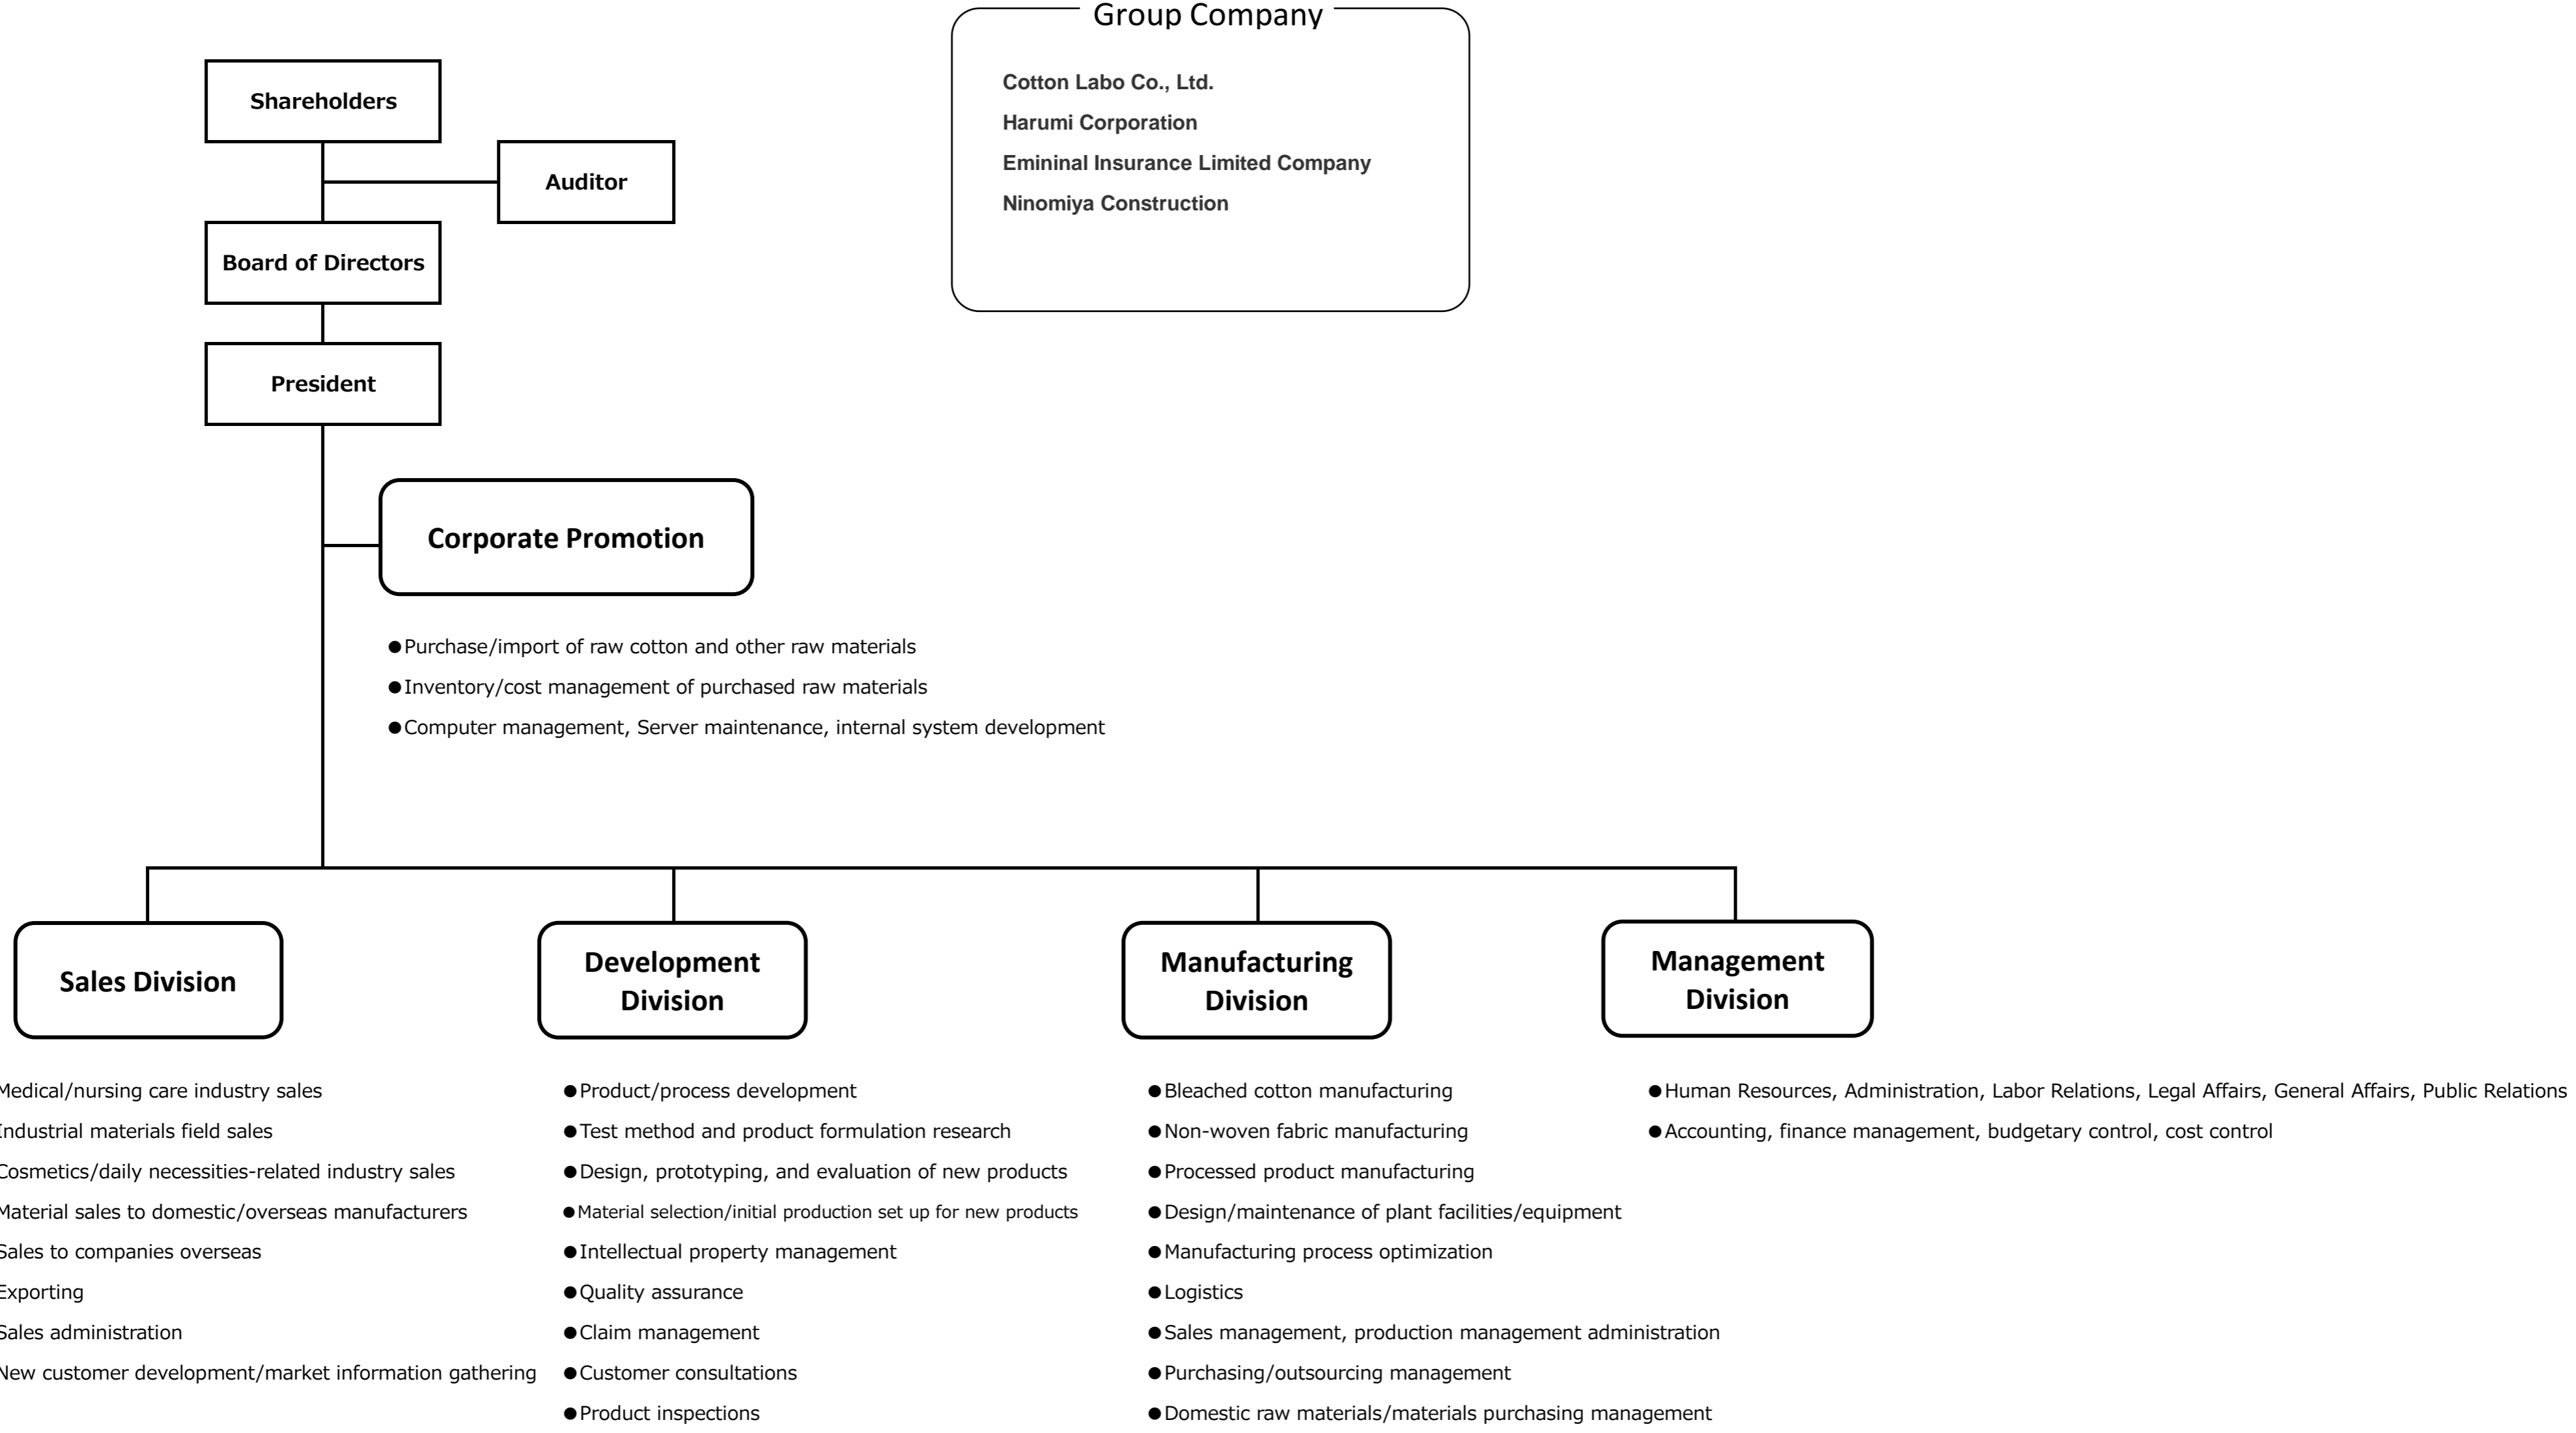 Group Company
Cotton Labo Co., Ltd.
Harumi Corporation
Emininal Insurance Limited Company
Ninomiya Construction
Shareholders
Auditor
Board of Directors
President
Corporate Promotion
●Purchase/import of raw cotton and other raw materials
●Inventory/cost management of purchased raw materials
●Computer management, Server maintenance, internal system development
Sales Division
Medical/nursing care industry sales
Industrial materials field sales
Cosmetics/daily necessities-related industry sales
Material sales to domestic/overseas manufacturers
Sales to companies overseas
Exporting
Sales administration
New customer development/market information gathering
Development
Division
●Product/process development
●Test method and product formulation research
●Design, prototyping, and evaluation of new products
●Material selection/initial production set up for new products
●Intellectual property management
●Quality assurance
●Claim management
●Customer consultations
●Product inspections
Manufacturing
Division
●Bleached cotton manufacturing
●Non-woven fabric manufacturing
●Processed product manufacturing
●Design/maintenance of plant facilities/equipment
●Manufacturing process optimization
●Logistics
●Sales management, production management administration
●Purchasing/outsourcing management
●Domestic raw materials/materials purchasing management
Management
Division
●Human Resources, Administration, Labor Relations, Legal Affairs, General Affairs, Public Relations
●Accounting, finance management, budgetary control, cost control